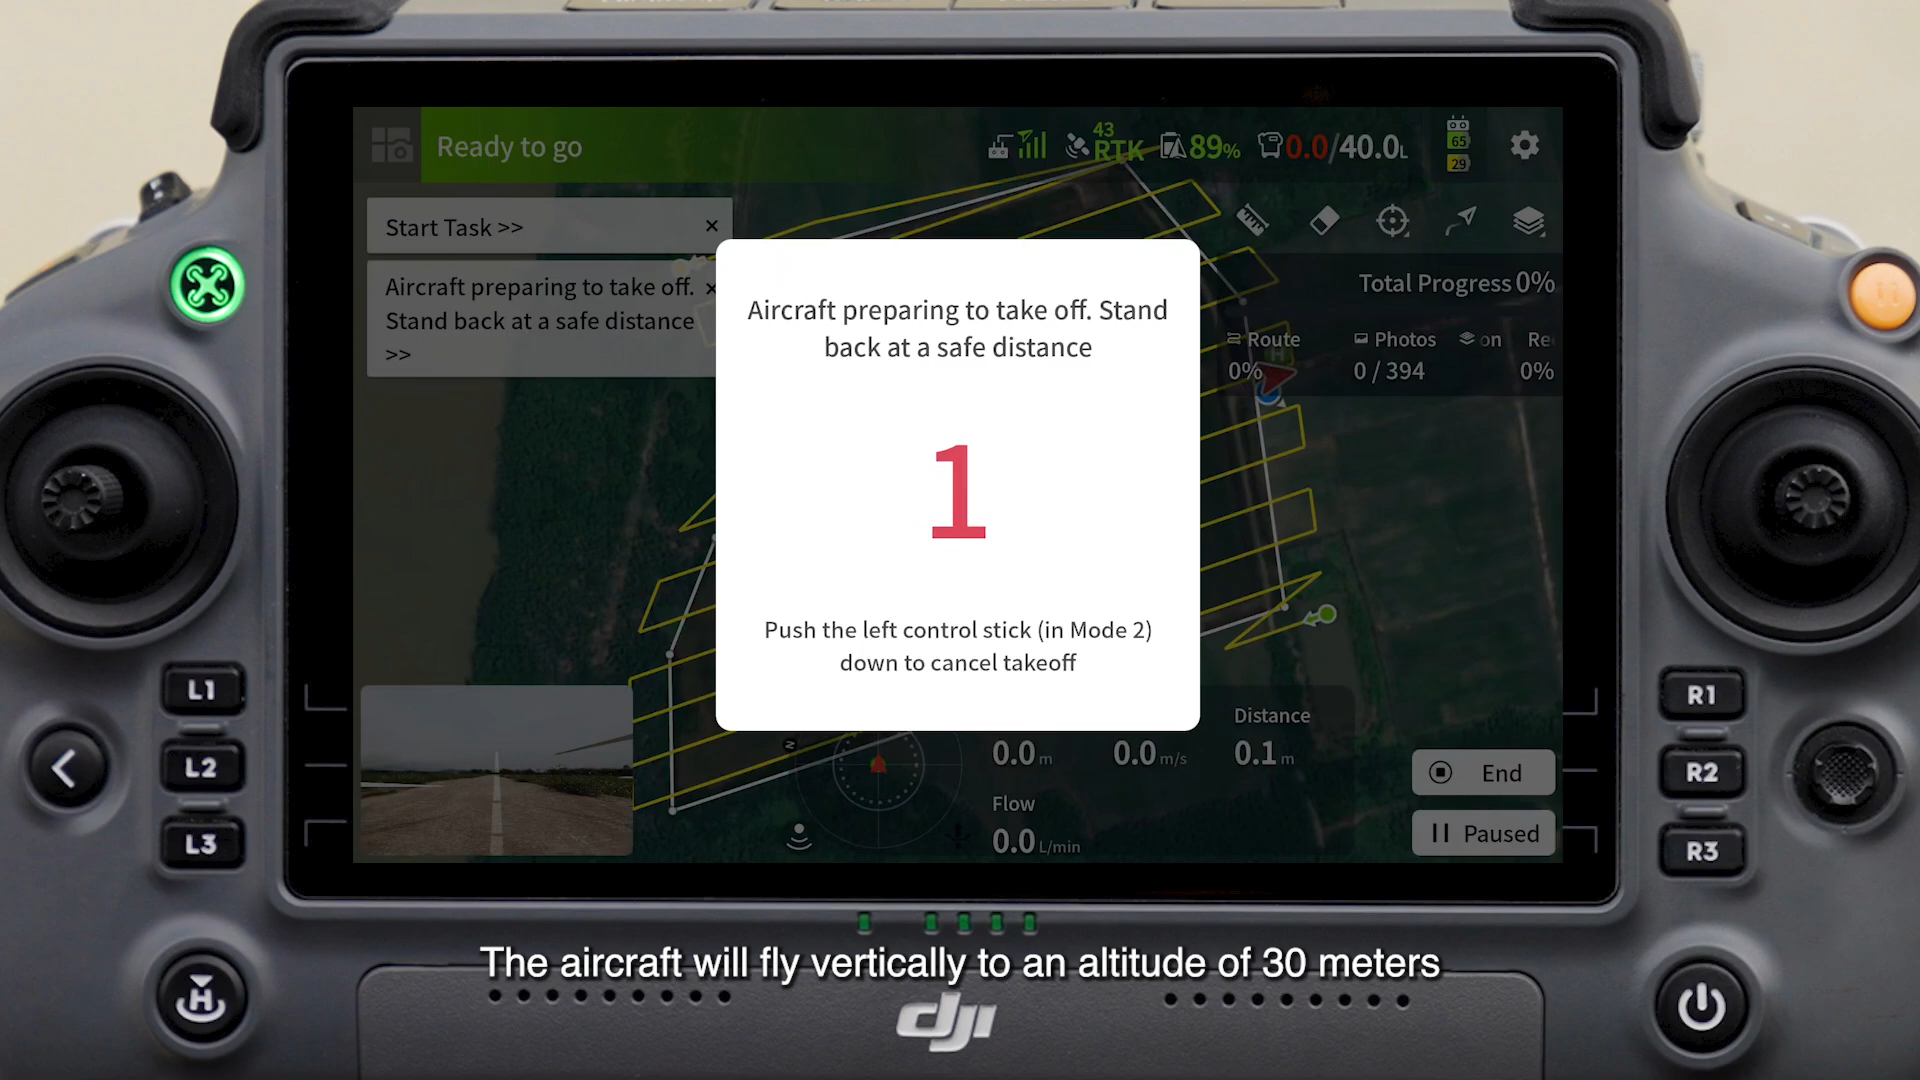 Ready to go
43
RTK
89%
0.0/40.0L
65
29
Start Task >>
Aircraft preparing to take off.
Stand back at a safe distance
>>
Aircraft preparing to take off. Stand
back at a safe distance
1
Push the left control stick (in Mode 2)
down to cancel takeoff
Total Progress 0%
Route
0%
Photos
0 / 394
on
Re
0%
H
N
0.0 m
0.0 m/s
Distance
0.1 m
Flow
0.0 L/min
End
Paused
L1
L2
L3
R1
R2
R3
H
The aircraft will fly vertically to an altitude of 30 meters
dji